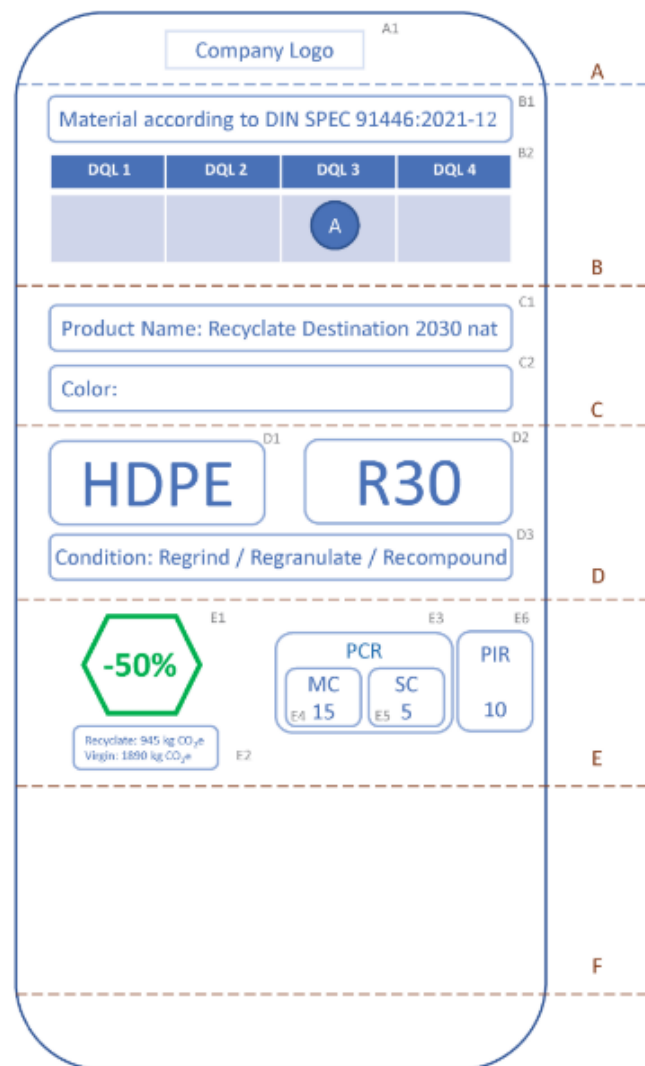 A1
Company Logo
A
B1
Material according to DIN SPEC 91446:2021-12
B2
DQL 1 DQL 2 DQL 3 DQL 4
A
B
C1
Product Name: Recyclate Destination 2030 nat
C2
Color:
C
D1 D2
HDPE R30
D3
Condition: Regrind / Regranulate / Recompound
D
E1 E3 E6
PCR PIR
-50%
MC SC
E4 15 E5 5 10
Recyclate: 945 kg CO₂e
Virgin: 1890 kg CO₂e E2
E
F